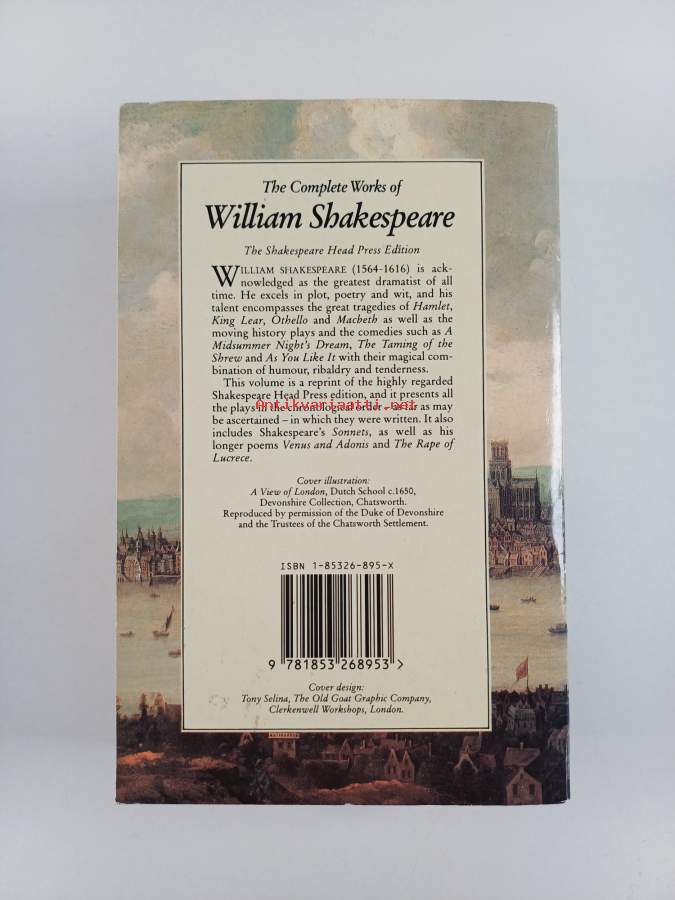 The Complete Works of
William Shakespeare
The Shakespeare Head Press Edition
WILLIAM SHAKESPEARE (1564-1616) is ack-
nowledged as the greatest dramatist of all
time. He excels in plot, poetry and wit, and his
talent encompasses the great tragedies of Hamlet,
King Lear, Othello and Macbeth as well as the
moving history plays and the comedies such as A
Midsummer Night's Dream, The Taming of the
Shrew and As You Like It with their magical com-
bination of humour, ribaldry and tenderness.
This volume is a reprint of the highly regarded
Shakespeare Head Press edition, and it presents all
the plays in the chronological order – as far as may
Antikvariaatti.net
be ascertained – in which they were written. It also
includes Shakespeare's Sonnets, as well as his
longer poems Venus and Adonis and The Rape of
Lucrece.
Cover illustration:
A View of London, Dutch School c.1650,
Devonshire Collection, Chatsworth.
Reproduced by permission of the Duke of Devonshire
and the Trustees of the Chatsworth Settlement.
ISBN 1-85326-895-X
9 781853 268953 >
Cover design:
Tony Selina, The Old Goat Graphic Company,
Clerkenwell Workshops, London.